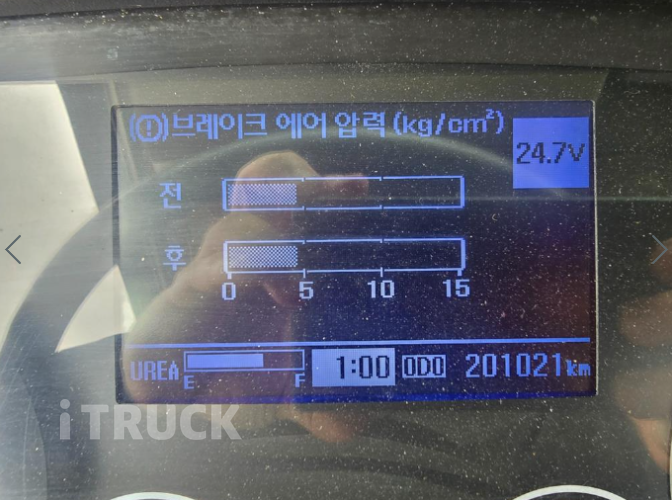 (!)브레이크 에어 압력(kg/cm²)
24.7V
전
후
0 5 10 15
UREA E F 1:00 ODO 201021km
iTRUCK